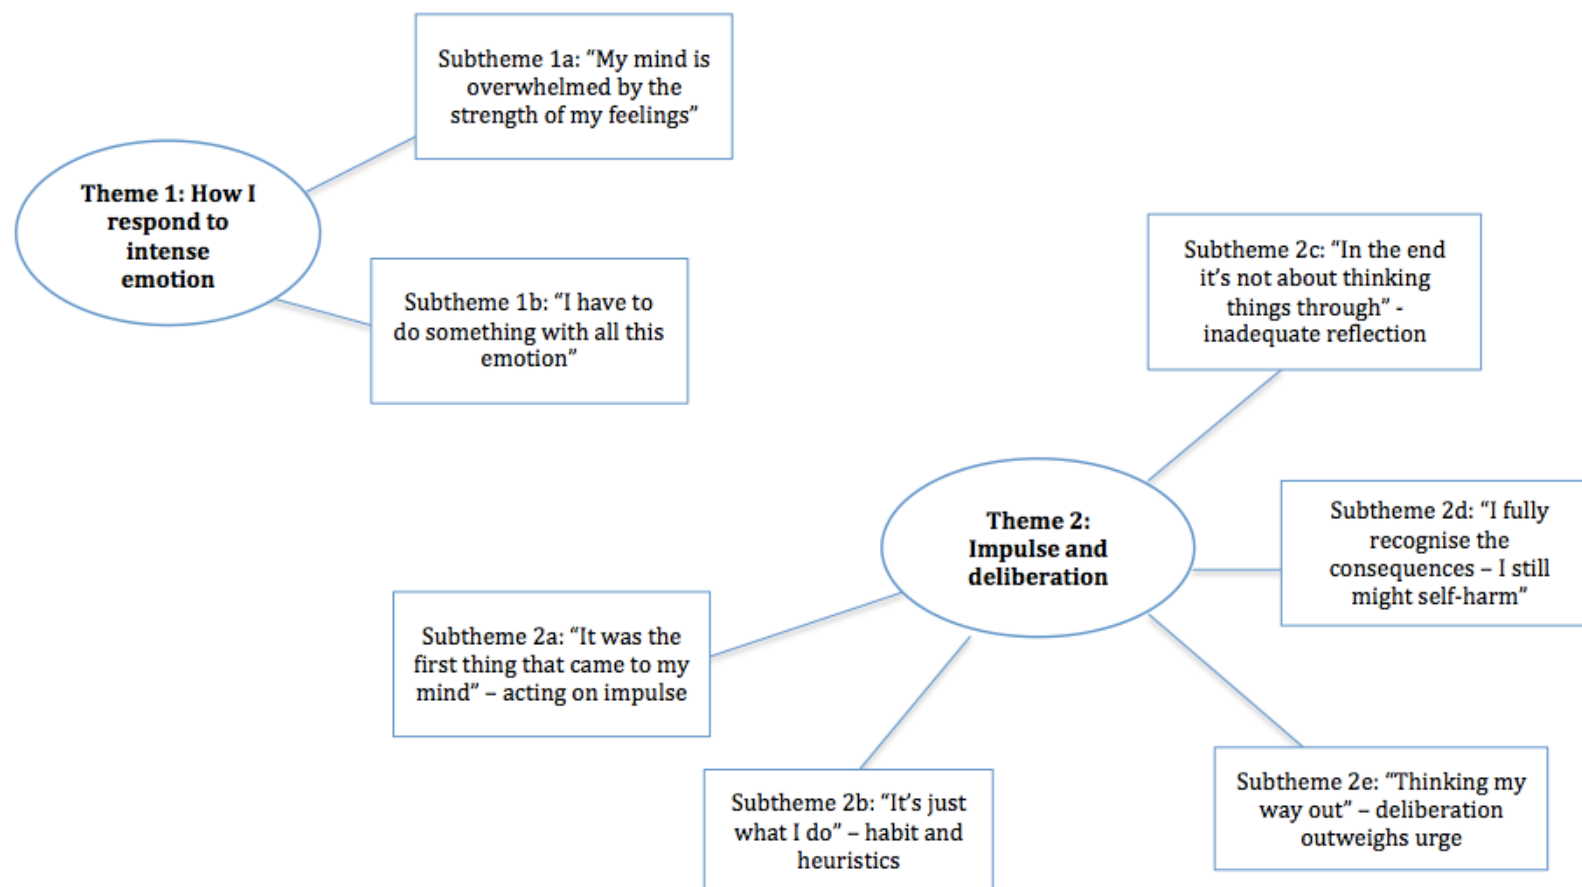 Subtheme 1a: “My mind is
overwhelmed by the
strength of my feelings”
Theme 1: How I
respond to
intense
emotion
Subtheme 1b: “I have to
do something with all this
emotion”
Subtheme 2c: “In the end
it’s not about thinking
things through” -
inadequate reflection
Theme 2:
Impulse and
deliberation
Subtheme 2d: “I fully
recognise the
consequences – I still
might self-harm”
Subtheme 2a: “It was the
first thing that came to my
mind” – acting on impulse
Subtheme 2b: “It’s just
what I do” – habit and
heuristics
Subtheme 2e: “Thinking my
way out” – deliberation
outweighs urge